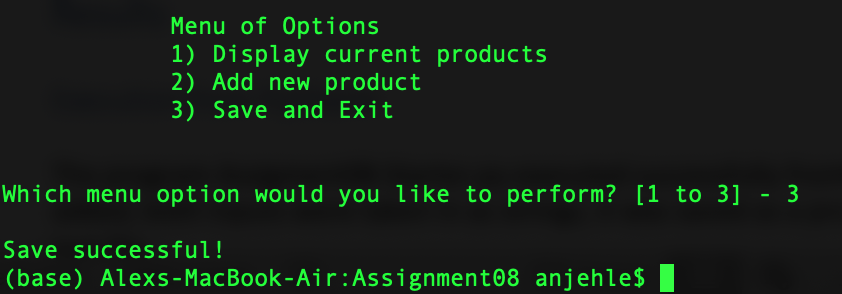 Menu of Options
1) Display current products
2) Add new product
3) Save and Exit
Which menu option would you like to perform? [1 to 3] - 3
Save successful!
(base) Alexs-MacBook-Air:Assignment08 anjehle$